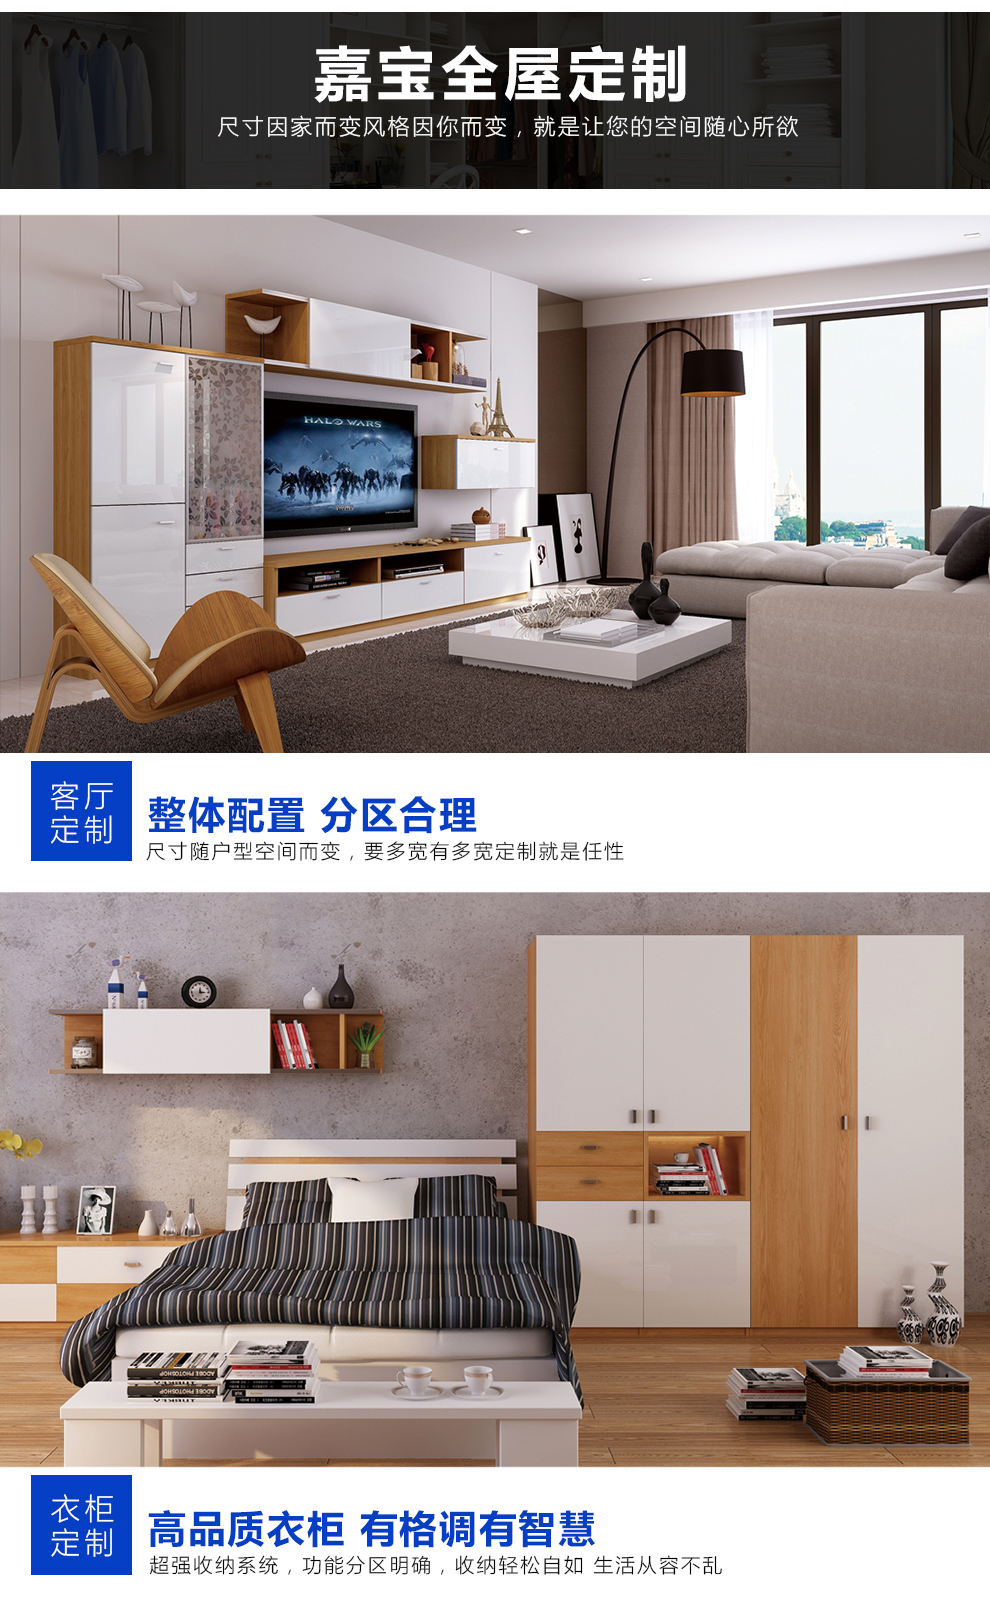 嘉宝全屋定制
尺寸因家而变风格因你而变，就是让您的空间随心所欲
HALO WARS
客厅
定制
整体配置 分区合理
尺寸随户型空间而变，要多宽有多宽定制就是任性
ADOBE PHOTOSHOP
ADOBE PHOTOSHOP
衣柜
定制
高品质衣柜 有格调有智慧
超强收纳系统，功能分区明确，收纳轻松自如 生活从容不乱